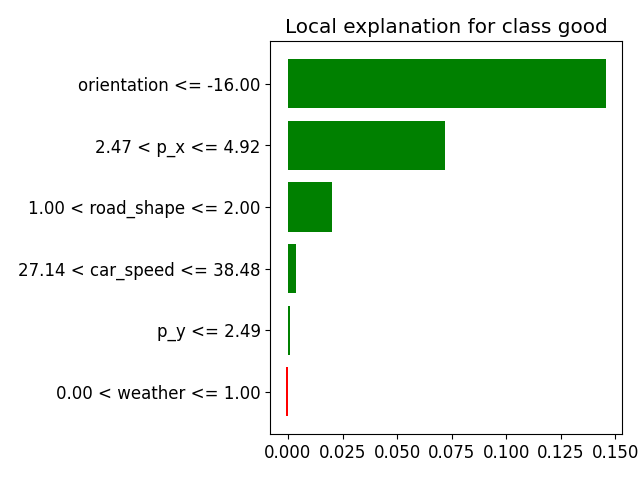 Local explanation for class good
orientation <= -16.00
2.47 < p_x <= 4.92
1.00 < road_shape <= 2.00
27.14 < car_speed <= 38.48
p_y <= 2.49
0.00 < weather <= 1.00
0.000 0.025 0.050 0.075 0.100 0.125 0.150